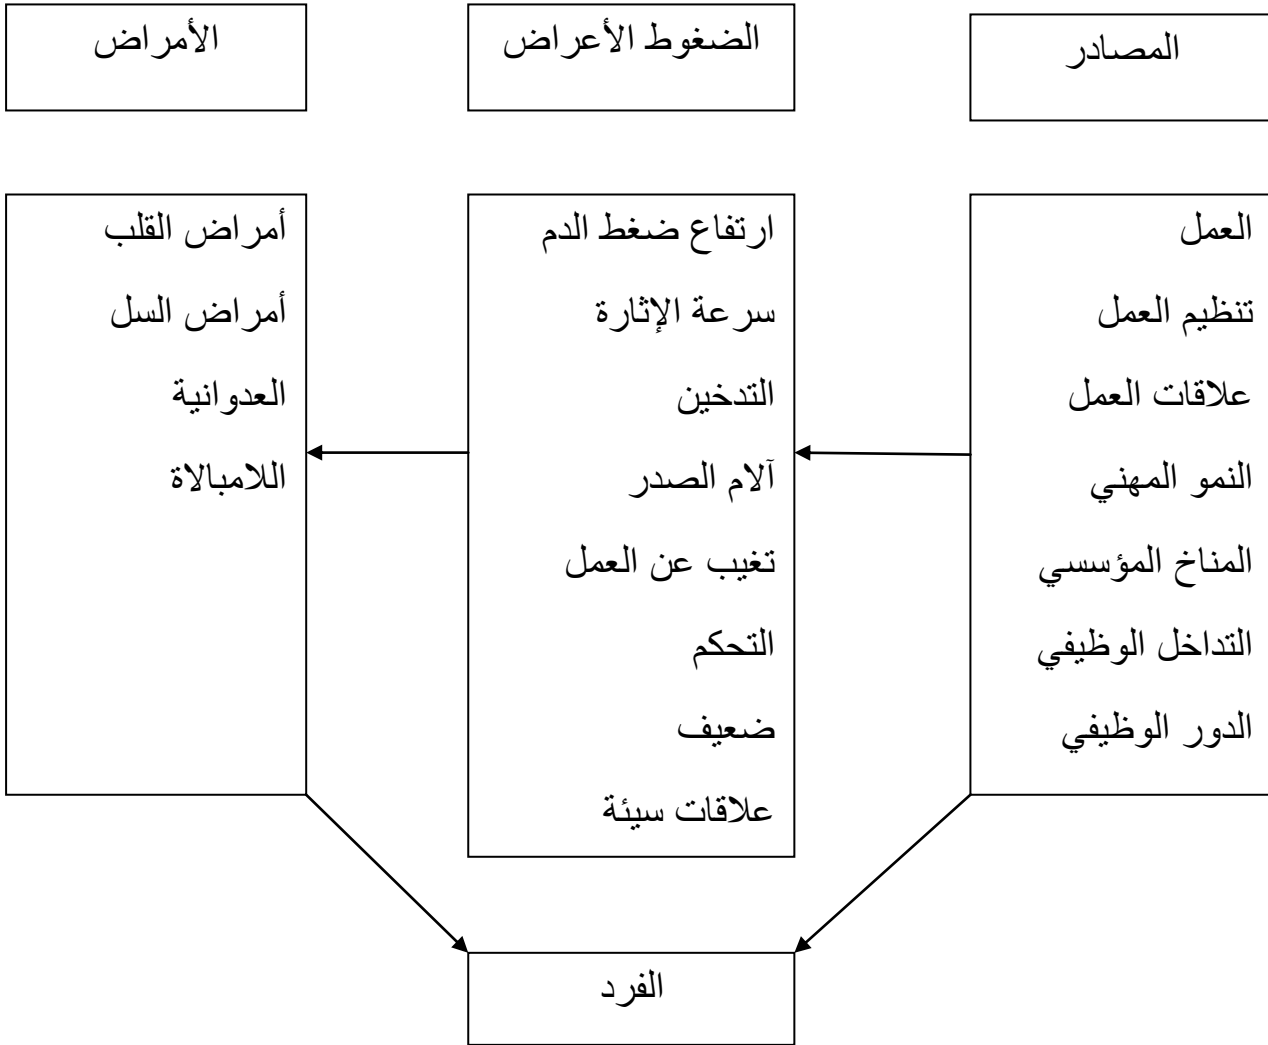 المصادر
الضغوط الأعراض
الأمراض
العمل
تنظيم العمل
علاقات العمل
النمو المهني
المناخ المؤسسي
التداخل الوظيفي
الدور الوظيفي
ارتفاع ضغط الدم
سرعة الإثارة
التدخين
آلام الصدر
تغيب عن العمل
التحكم
ضعيف
علاقات سيئة
أمراض القلب
أمراض السل
العدوانية
اللامبالاة
الفرد